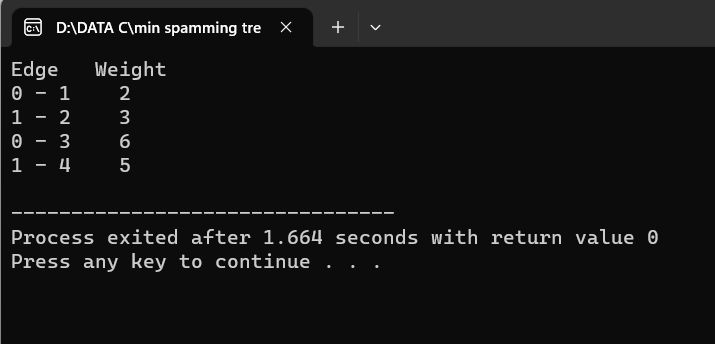 D:\DATA C\min spamming tre
Edge   Weight
0 - 1    2
1 - 2    3
0 - 3    6
1 - 4    5
--------------------------------
Process exited after 1.664 seconds with return value 0
Press any key to continue . . .